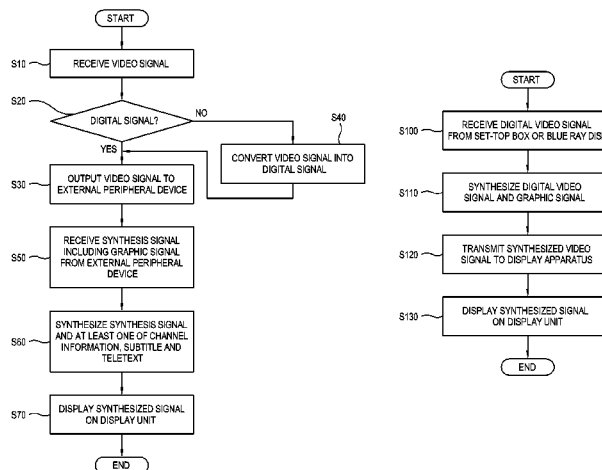 START
S10
RECEIVE VIDEO SIGNAL
S20
DIGITAL SIGNAL?
NO
YES
S40
CONVERT VIDEO SIGNAL INTO
DIGITAL SIGNAL
S30
OUTPUT VIDEO SIGNAL TO
EXTERNAL PERIPHERAL DEVICE
S50
RECEIVE SYNTHESIS SIGNAL
INCLUDING GRAPHIC SIGNAL
FROM EXTERNAL PERIPHERAL
DEVICE
S60
SYNTHESIZE SYNTHESIS SIGNAL
AND AT LEAST ONE OF CHANNEL
INFORMATION, SUBTITLE AND
TELETEXT
S70
DISPLAY SYNTHESIZED SIGNAL
ON DISPLAY UNIT
END
START
S100
RECEIVE DIGITAL VIDEO SIGNAL
FROM SET-TOP BOX OR BLUE RAY DIS
S110
SYNTHESIZE DIGITAL VIDEO
SIGNAL AND GRAPHIC SIGNAL
S120
TRANSMIT SYNTHESIZED VIDEO
SIGNAL TO DISPLAY APPARATUS
S130
DISPLAY SYNTHESIZED SIGNAL
ON DISPLAY UNIT
END